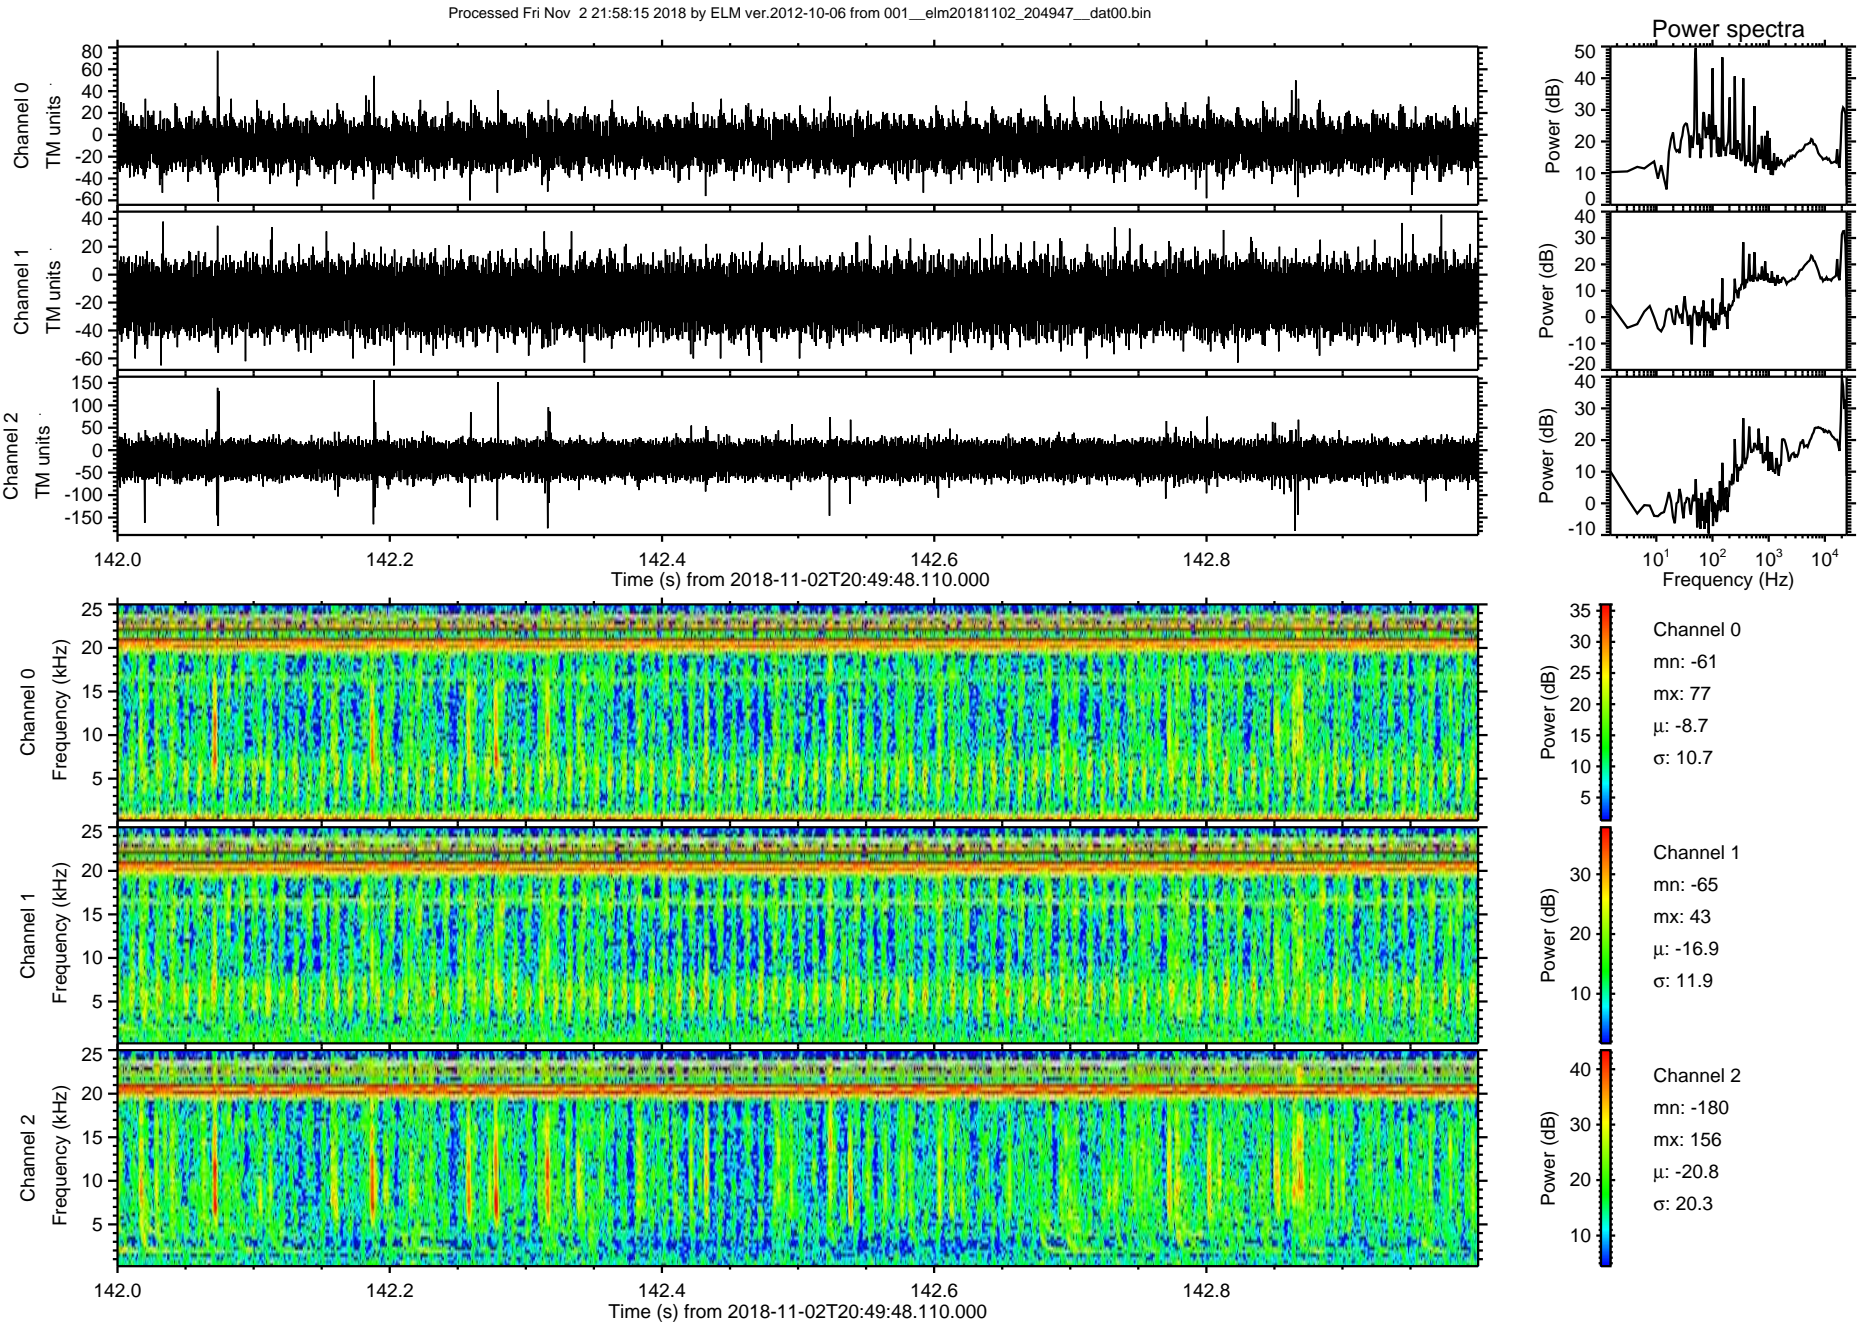 Processed Fri Nov  2 21:58:15 2018 by ELM ver.2012-10-06 from 001__elm20181102_204947__dat00.bin
Power spectra
Channel 0
TM units
80
60
40
20
0
-20
-40
-60
Power (dB)
50
40
30
20
10
0
Channel 1
TM units
40
20
0
-20
-40
-60
Power (dB)
40
30
20
10
0
-10
-20
Channel 2
TM units
150
100
50
0
-50
-100
-150
Power (dB)
40
30
20
10
0
-10
142.0 142.2 142.4 142.6 142.8
Time (s) from 2018-11-02T20:49:48.110.000
10¹ 10² 10³ 10⁴
Frequency (Hz)
Channel 0
Frequency (kHz)
25
20
15
10
5
Power (dB)
35
30
25
20
15
10
5
Channel 0
mn: -61
mx: 77
μ: -8.7
σ: 10.7
Channel 1
Frequency (kHz)
25
20
15
10
5
Power (dB)
30
20
10
Channel 1
mn: -65
mx: 43
μ: -16.9
σ: 11.9
Channel 2
Frequency (kHz)
25
20
15
10
5
Power (dB)
40
30
20
10
Channel 2
mn: -180
mx: 156
μ: -20.8
σ: 20.3
142.0 142.2 142.4 142.6 142.8
Time (s) from 2018-11-02T20:49:48.110.000